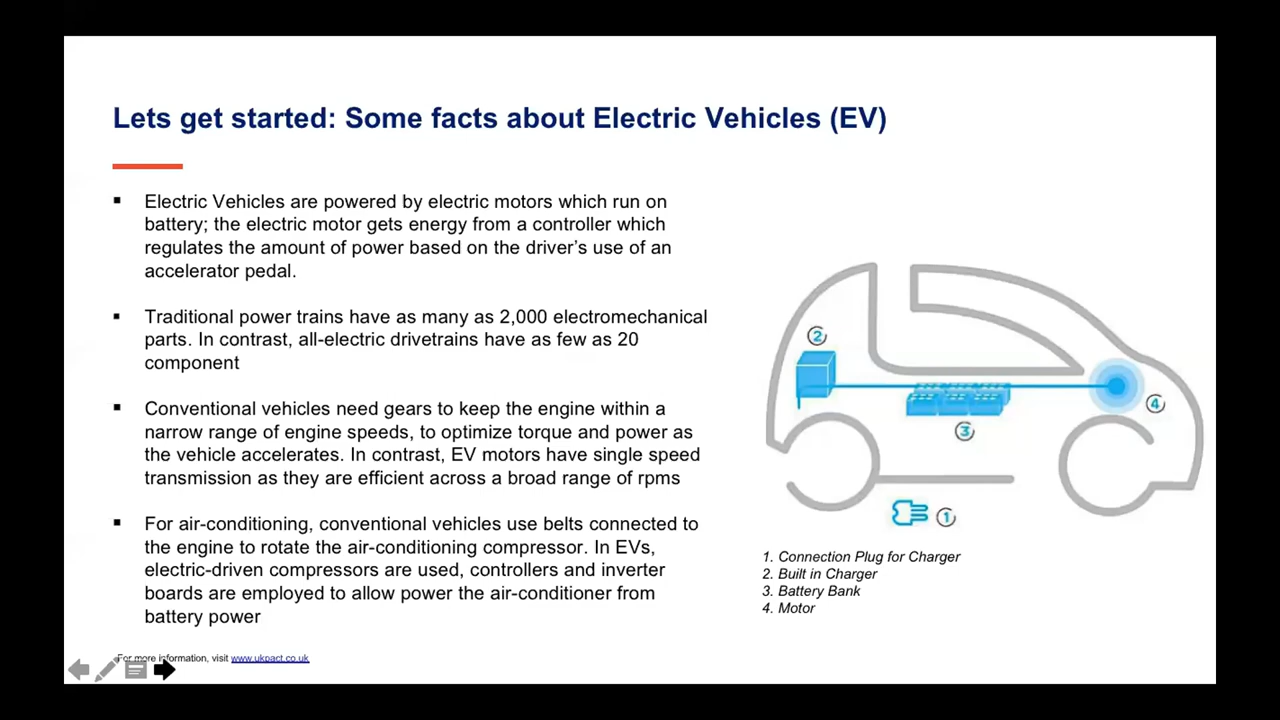 Lets get started: Some facts about Electric Vehicles (EV)
▪ Electric Vehicles are powered by electric motors which run on
battery; the electric motor gets energy from a controller which
regulates the amount of power based on the driver’s use of an
accelerator pedal.
▪ Traditional power trains have as many as 2,000 electromechanical
parts. In contrast, all-electric drivetrains have as few as 20
component
▪ Conventional vehicles need gears to keep the engine within a
narrow range of engine speeds, to optimize torque and power as
the vehicle accelerates. In contrast, EV motors have single speed
transmission as they are efficient across a broad range of rpms
▪ For air-conditioning, conventional vehicles use belts connected to
the engine to rotate the air-conditioning compressor. In EVs,
electric-driven compressors are used, controllers and inverter
boards are employed to allow power the air-conditioner from
battery power
2
4
3
1
1. Connection Plug for Charger
2. Built in Charger
3. Battery Bank
4. Motor
For more information, visit www.ukpact.co.uk